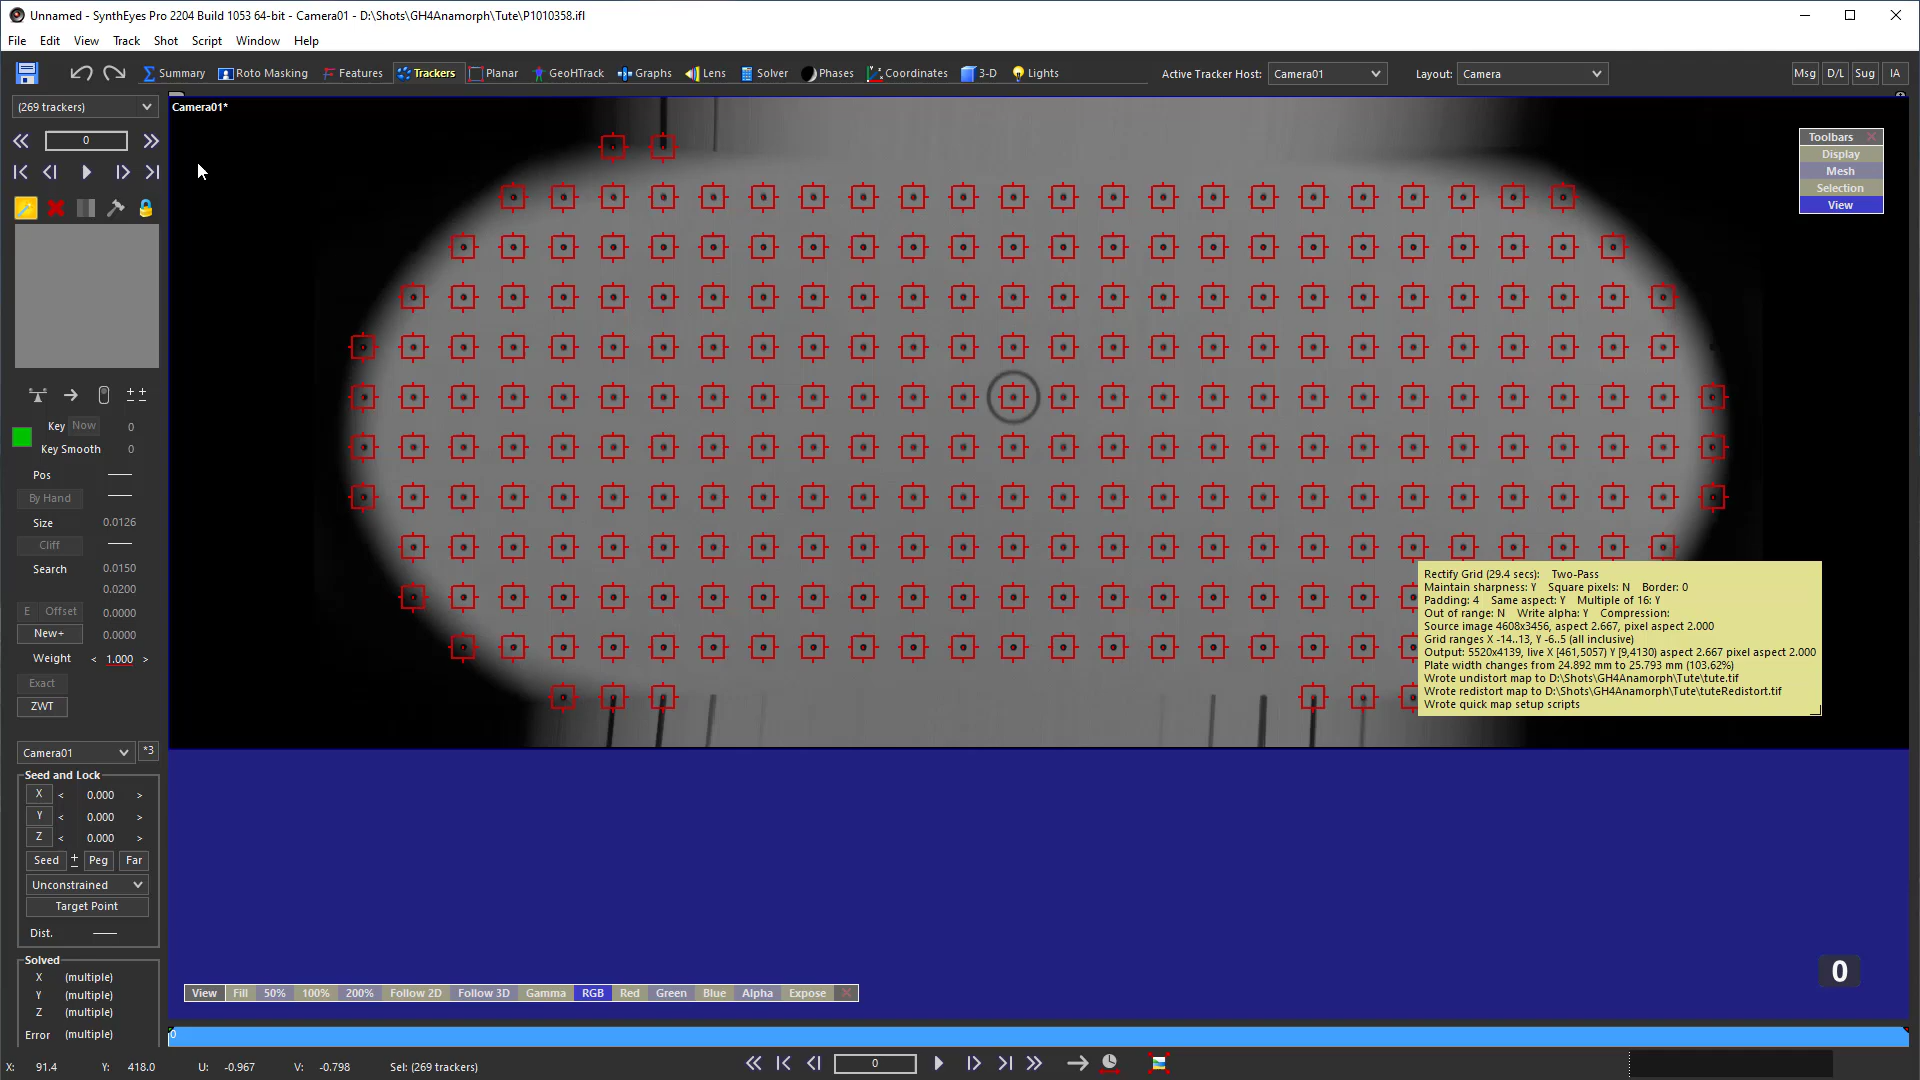 Unnamed - SynthEyes Pro 2204 Build 1053 64-bit - Camera01 - D:\Shots\GH4Anamorph\Tute\P1010358.ifl
File Edit View Track Shot Script Window Help
Summary Roto Masking Features Trackers Planar GeoHTrack Graphs Lens Solver Phases Coordinates 3-D Lights Active Tracker Host: Camera01 Layout: Camera Msg D/L Sug IA
(269 trackers)
Camera01*
0
Toolbars
Display
Mesh
Selection
View
Key Now 0
Key Smooth 0
Pos
By Hand
Size 0.0126
Cliff
Search 0.0150
0.0200
E Offset 0.0000
New+ 0.0000
Weight < 1.000 >
Exact
ZWT
Rectify Grid (29.4 secs): Two-Pass
Maintain sharpness: Y Square pixels: N Border: 0
Padding: 4 Same aspect: Y Multiple of 16: Y
Out of range: N Write alpha: Y Compression:
Source image 4608x3456, aspect 2.667, pixel aspect 2.000
Grid ranges X -14..13, Y -6..5 (all inclusive)
Output: 5520x4139, live X [461,5057) Y [9,4130) aspect 2.667 pixel aspect 2.000
Plate width changes from 24.892 mm to 25.793 mm (103.62%)
Wrote undistort map to D:\Shots\GH4Anamorph\Tute\tute.tif
Wrote redistort map to D:\Shots\GH4Anamorph\Tute\tuteRedistort.tif
Wrote quick map setup scripts
Camera01 *3
Seed and Lock
X < 0.000 >
Y < 0.000 >
Z < 0.000 >
Seed ± Peg Far
Unconstrained
Target Point
Dist.
Solved
X (multiple)
Y (multiple)
Z (multiple)
Error (multiple)
0
View Fill 50% 100% 200% Follow 2D Follow 3D Gamma RGB Red Green Blue Alpha Expose
0
X: 91.4 Y: 418.0 U: -0.967 V: -0.798 Sel: (269 trackers) 0